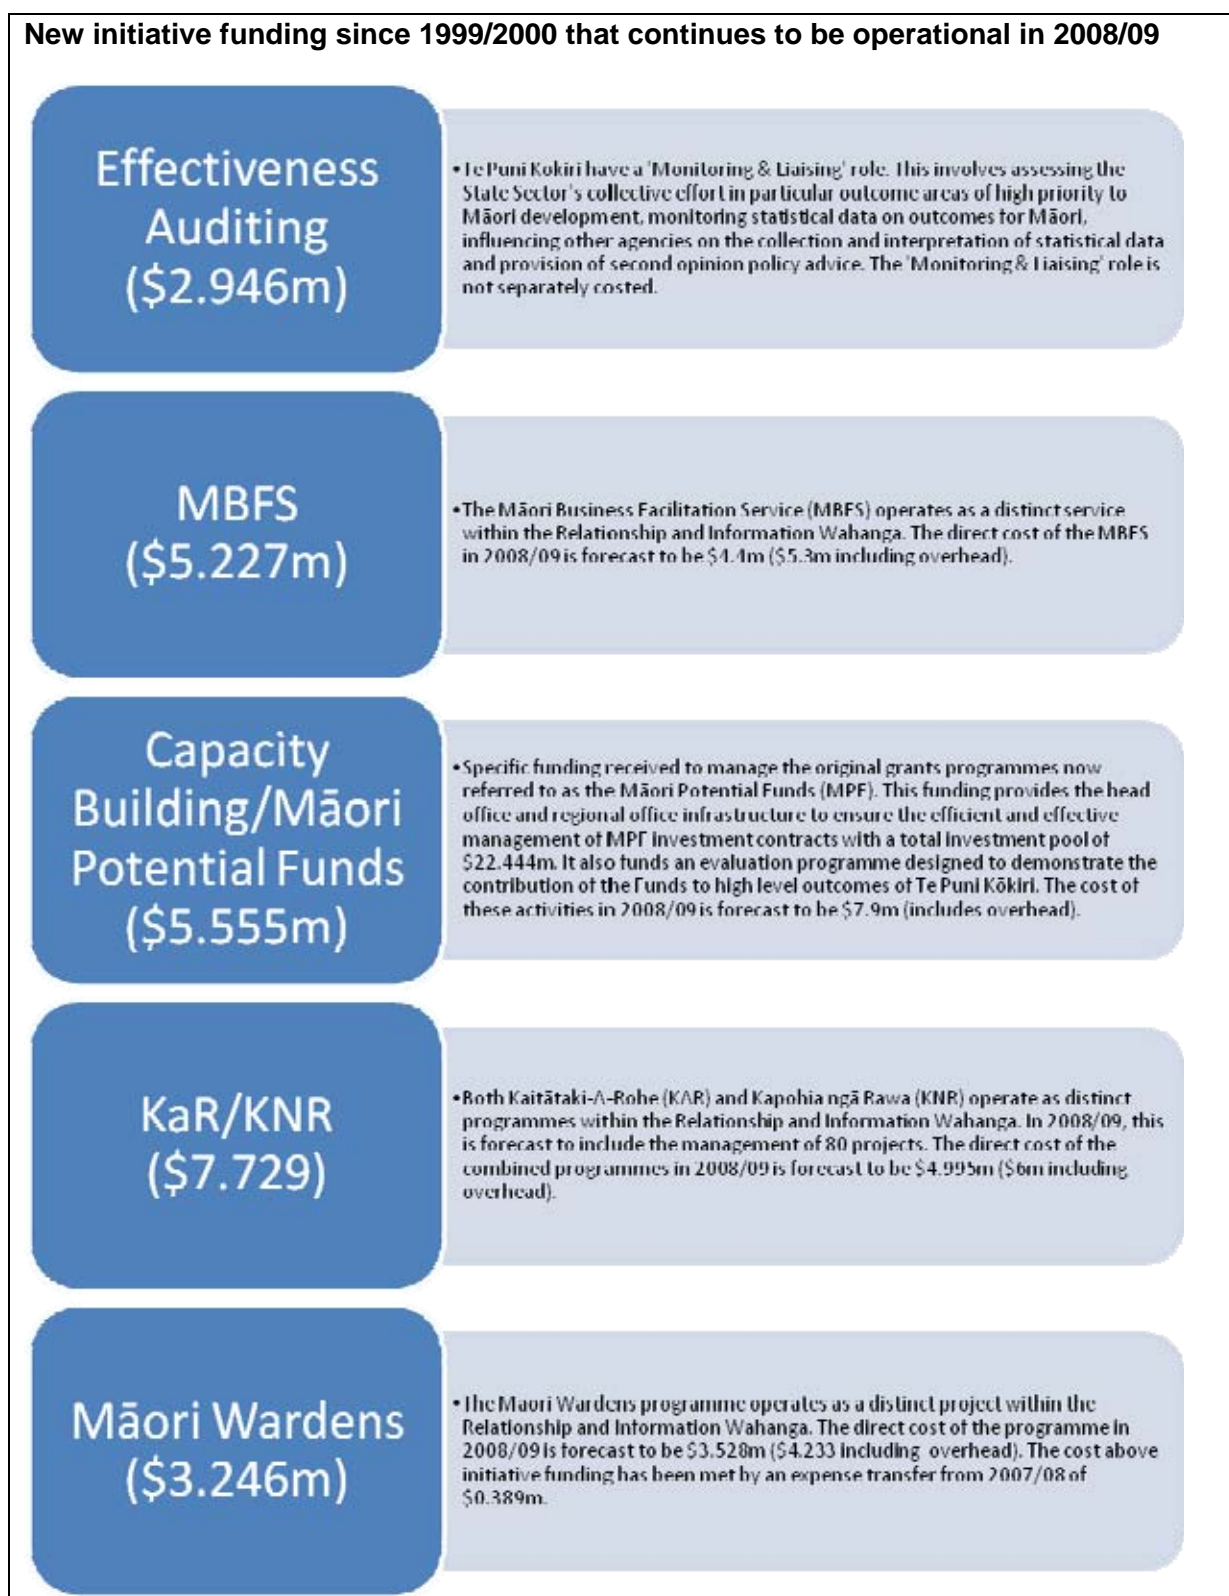 New initiative funding since 1999/2000 that continues to be operational in 2008/09
Effectiveness
Auditing
($2.946m)
•Te Puni Kokiri have a 'Monitoring & Liaising' role. This involves assessing the
State Sector's collective effort in particular outcome areas of high priority to
Māori development, monitoring statistical data on outcomes for Māori,
influencing other agencies on the collection and interpretation of statistical data
and provision of second opinion policy advice. The 'Monitoring & Liaising' role is
not separately costed.
MBFS
($5.227m)
•The Māori Business Facilitation Service (MBFS) operates as a distinct service
within the Relationship and Information Wahanga. The direct cost of the MBFS
in 2008/09 is forecast to be $4.4m ($5.3m including overhead).
Capacity
Building/Māori
Potential Funds
($5.555m)
•Specific funding received to manage the original grants programmes now
referred to as the Māori Potential Funds (MPF). This funding provides the head
office and regional office infrastructure to ensure the efficient and effective
management of MPF investment contracts with a total investment pool of
$22.444m. It also funds an evaluation programme designed to demonstrate the
contribution of the Funds to high level outcomes of Te Puni Kōkiri. The cost of
these activities in 2008/09 is forecast to be $7.9m (includes overhead).
KaR/KNR
($7.729)
•Both Kaitātaki-A-Rohe (KAR) and Kapohia ngā Rawa (KNR) operate as distinct
programmes within the Relationship and Information Wahanga. In 2008/09, this
is forecast to include the management of 80 projects. The direct cost of the
combined programmes in 2008/09 is forecast to be $4.995m ($6m including
overhead).
Māori Wardens
($3.246m)
•The Maori Wardens programme operates as a distinct project within the
Relationship and Information Wahanga. The direct cost of the programme in
2008/09 is forecast to be $3.528m ($4.233 including overhead). The cost above
initiative funding has been met by an expense transfer from 2007/08 of
$0.389m.